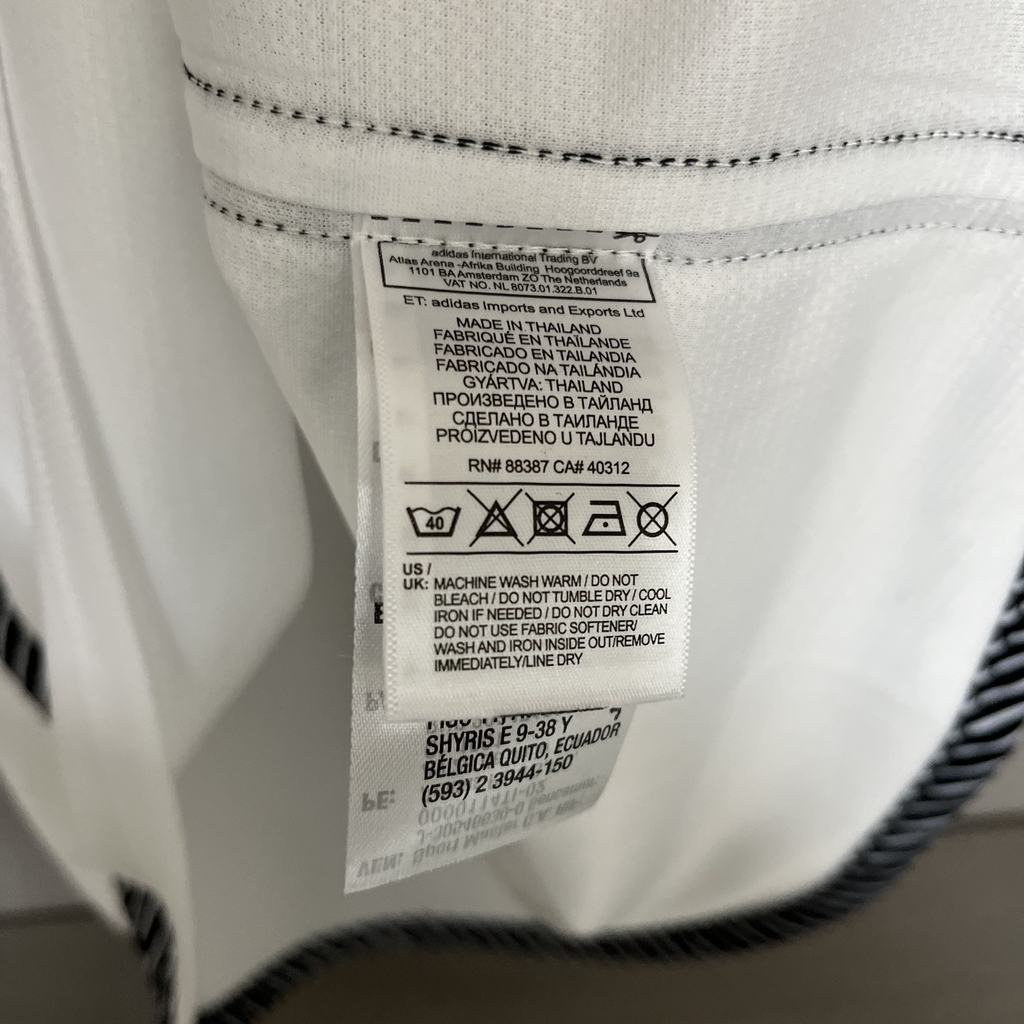 adidas International Trading BV
Atlas Arena -Afrika Building Hoogoorddreef 9a
1101 BA Amsterdam ZO The Netherlands
VAT NO. NL 8073.01.322.B.01
ET: adidas Imports and Exports Ltd
MADE IN THAILAND
FABRIQUÉ EN THAÏLANDE
FABRICADO EN TAILANDIA
FABRICADO NA TAILÂNDIA
GYÁRTVA: THAILAND
ПРОИЗВЕДЕНО В ТАЙЛАНД
СДЕЛАНО В ТАИЛАНДЕ
PROIZVEDENO U TAJLANDU
RN# 88387 CA# 40312
40
US /
UK: MACHINE WASH WARM / DO NOT
BLEACH / DO NOT TUMBLE DRY / COOL
IRON IF NEEDED / DO NOT DRY CLEAN
DO NOT USE FABRIC SOFTENER/
WASH AND IRON INSIDE OUT/REMOVE
IMMEDIATELY/LINE DRY
SHYRIS E 9-38 Y
BÉLGICA QUITO, ECUADOR
(593) 2 3944-150
PE:
VEN: Sport Master C.A.